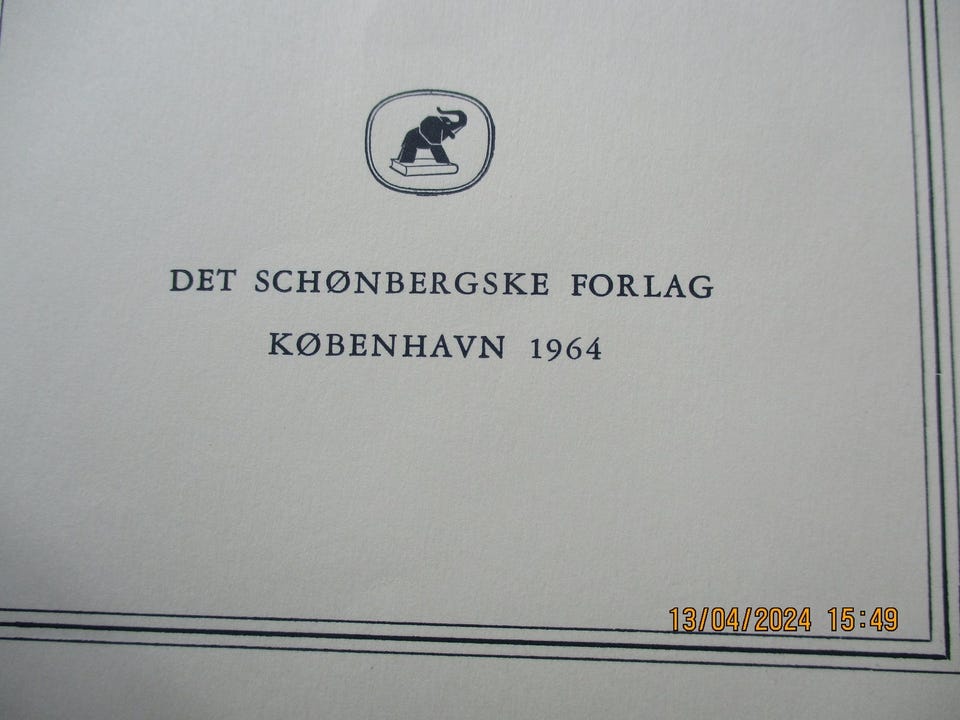 DET SCHØNBERGSKE FORLAG
KØBENHAVN 1964
13/04/2024 15:49